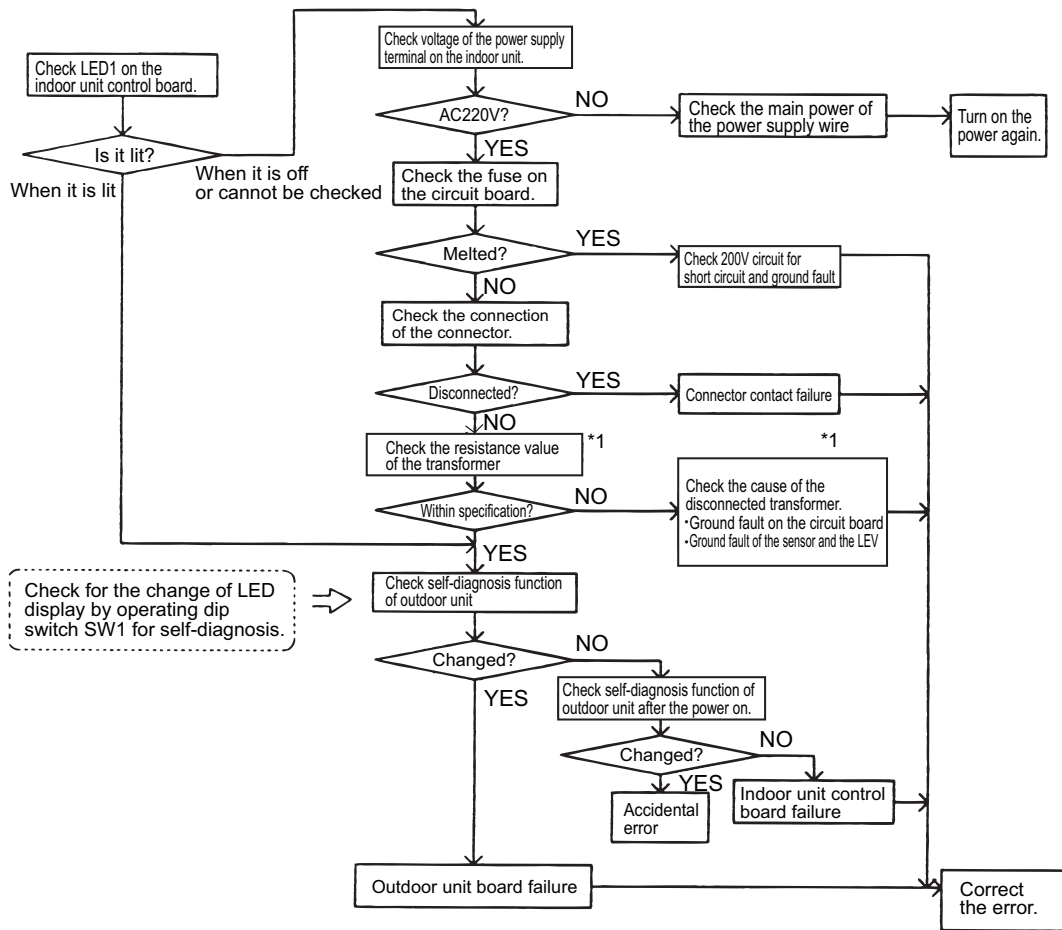 Check voltage of the power supply
terminal on the indoor unit.
Check LED1 on the
indoor unit control board.
AC220V?
NO
Check the main power of
the power supply wire
Turn on the
power again.
Is it lit?
YES
When it is lit
When it is off
or cannot be checked
Check the fuse on
the circuit board.
Melted?
YES
Check 200V circuit for
short circuit and ground fault
NO
Check the connection
of the connector.
Disconnected?
YES
Connector contact failure
NO
Check the resistance value
of the transformer
*1
*1
Within specification?
NO
Check the cause of the
disconnected transformer.
・Ground fault on the circuit board
・Ground fault of the sensor and the LEV
YES
Check for the change of LED
display by operating dip
switch SW1 for self-diagnosis.
Check self-diagnosis function
of outdoor unit
Changed?
NO
YES
Check self-diagnosis function of
outdoor unit after the power on.
Changed?
NO
YES
Accidental
error
Indoor unit control
board failure
Outdoor unit board failure
Correct
the error.